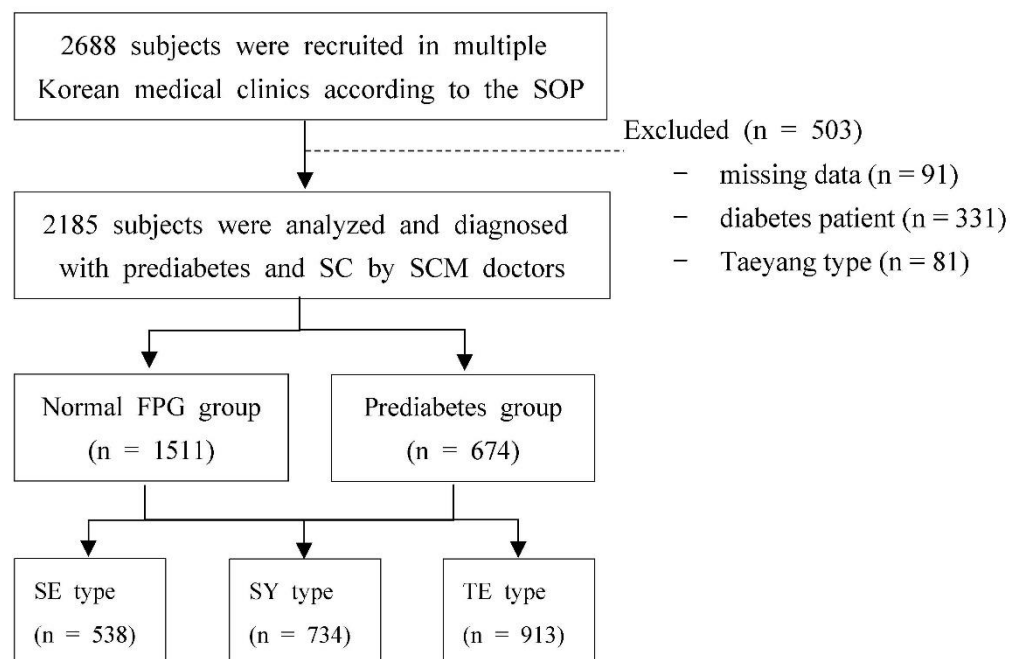 2688 subjects were recruited in multiple
Korean medical clinics according to the SOP
Excluded (n = 503)
− missing data (n = 91)
− diabetes patient (n = 331)
− Taeyang type (n = 81)
2185 subjects were analyzed and diagnosed
with prediabetes and SC by SCM doctors
Normal FPG group
(n = 1511)
Prediabetes group
(n = 674)
SE type
(n = 538)
SY type
(n = 734)
TE type
(n = 913)